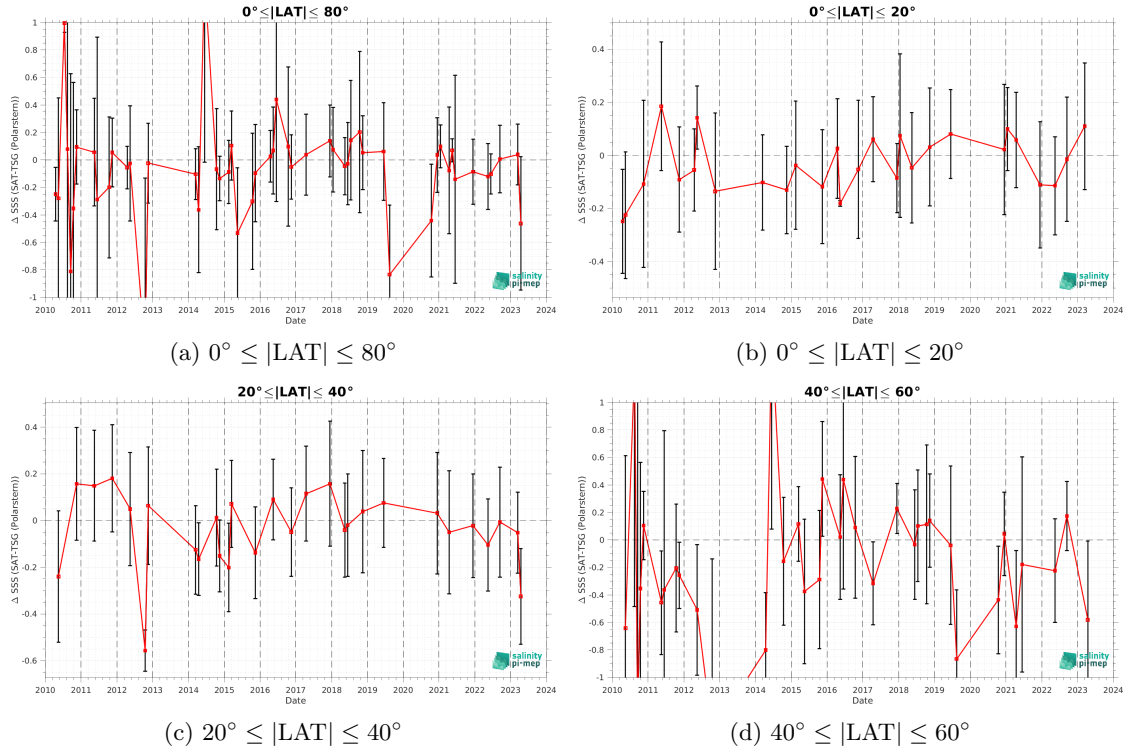 0°≤|LAT|≤ 80°
Δ SSS (SAT-TSG (Polarstern))
1
0.8
0.6
0.4
0.2
0
-0.2
-0.4
-0.6
-0.8
-1
2010 2011 2012 2013 2014 2015 2016 2017 2018 2019 2020 2021 2022 2023 2024
Date
salinity
pi-mep
(a) 0° ≤ |LAT| ≤ 80°
0°≤|LAT|≤ 20°
Δ SSS (SAT-TSG (Polarstern))
0.4
0.2
0
-0.2
-0.4
2010 2011 2012 2013 2014 2015 2016 2017 2018 2019 2020 2021 2022 2023 2024
Date
salinity
pi-mep
(b) 0° ≤ |LAT| ≤ 20°
20°≤|LAT|≤ 40°
Δ SSS (SAT-TSG (Polarstern))
0.4
0.2
0
-0.2
-0.4
-0.6
2010 2011 2012 2013 2014 2015 2016 2017 2018 2019 2020 2021 2022 2023 2024
Date
salinity
pi-mep
(c) 20° ≤ |LAT| ≤ 40°
40°≤|LAT|≤ 60°
Δ SSS (SAT-TSG (Polarstern))
1
0.8
0.6
0.4
0.2
0
-0.2
-0.4
-0.6
-0.8
-1
2010 2011 2012 2013 2014 2015 2016 2017 2018 2019 2020 2021 2022 2023 2024
Date
salinity
pi-mep
(d) 40° ≤ |LAT| ≤ 60°